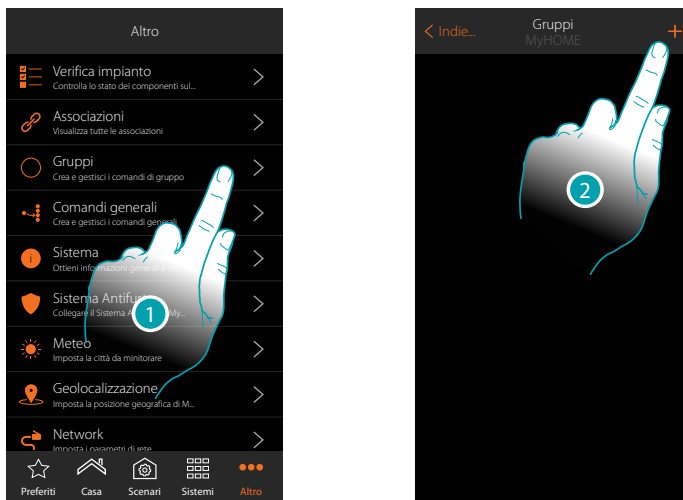 Altro
Verifica impianto
Controlla lo stato dei componenti sul...
Associazioni
Visualizza tutte le associazioni
Gruppi
Crea e gestisci i comandi di gruppo
Comandi generali
Crea e gestisci i comandi generali
Sistema
Ottieni informazioni generali
Sistema Antifurto
Collegare il Sistema A My...
1
Meteo
Imposta la città da minitorare
Geolocalizzazione
Imposta la posizione geografica di M...
Network
Imposta i parametri di rete
Preferiti Casa Scenari Sistemi Altro
Indie... Gruppi +
MyHOME
2